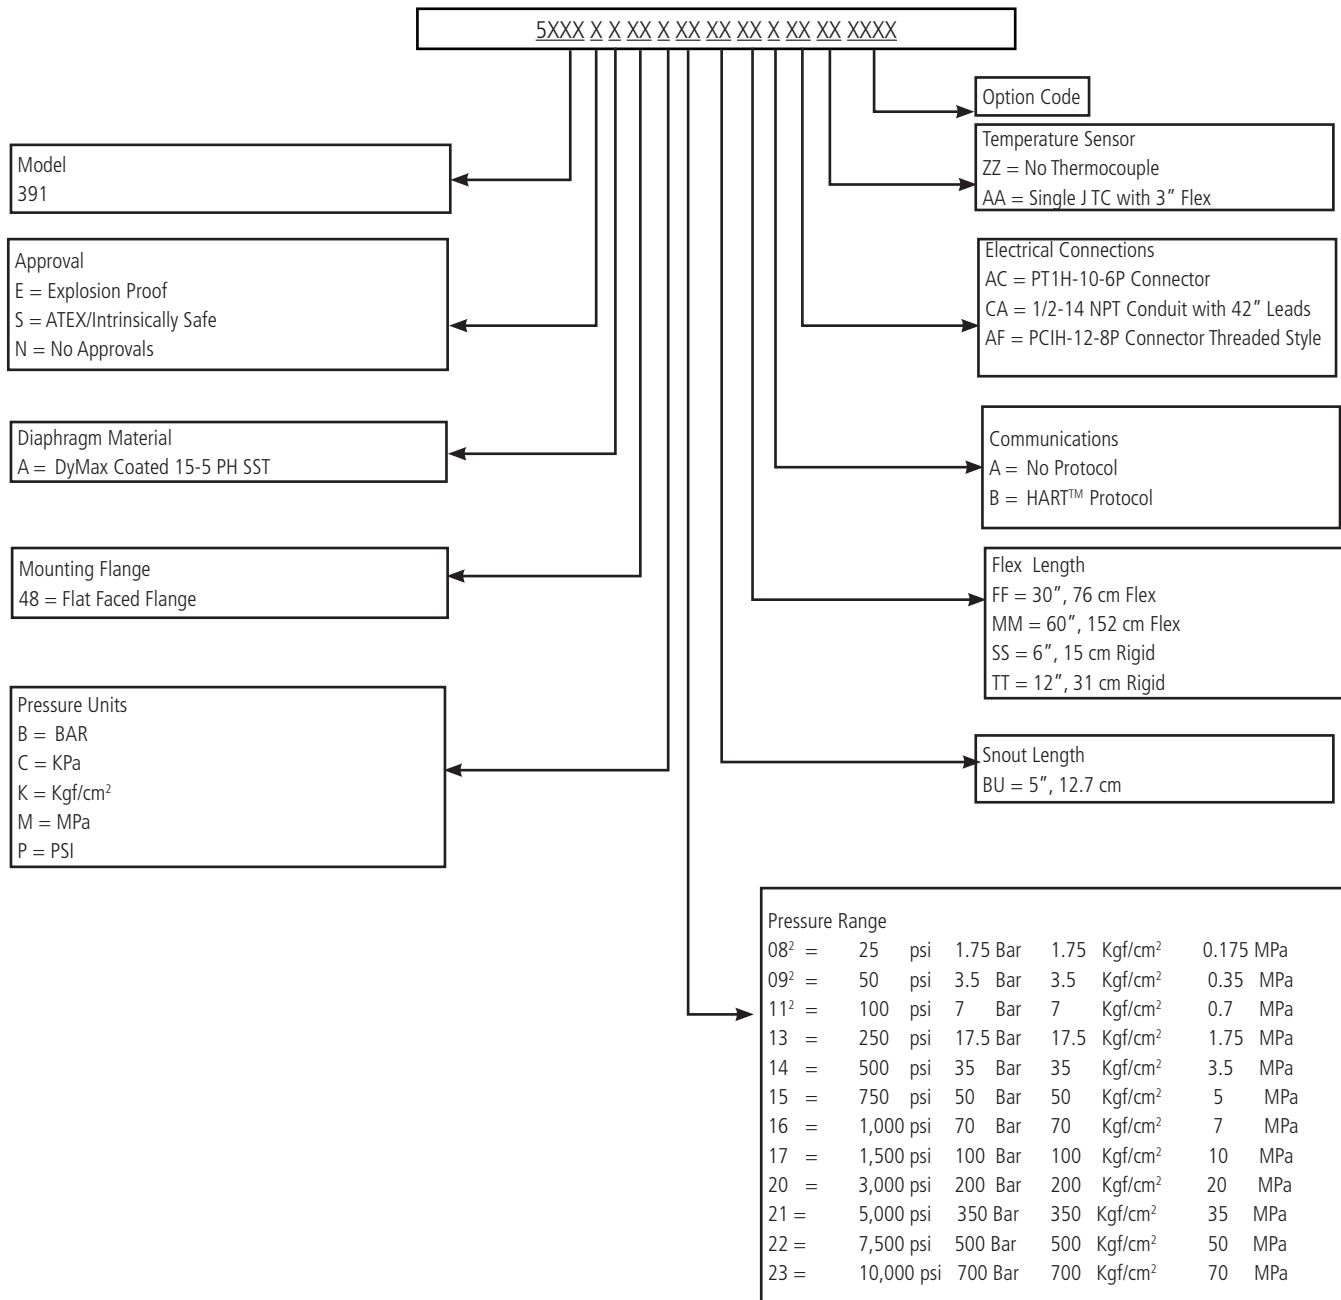 5XXX X X XX X XX XX XX X XX XX XXXX
Option Code
Temperature Sensor
ZZ = No Thermocouple
AA = Single J TC with 3" Flex
Model
391
Approval
E = Explosion Proof
S = ATEX/Intrinsically Safe
N = No Approvals
Electrical Connections
AC = PT1H-10-6P Connector
CA = 1/2-14 NPT Conduit with 42" Leads
AF = PCIH-12-8P Connector Threaded Style
Diaphragm Material
A = DyMax Coated 15-5 PH SST
Communications
A = No Protocol
B = HART™ Protocol
Mounting Flange
48 = Flat Faced Flange
Flex Length
FF = 30", 76 cm Flex
MM = 60", 152 cm Flex
SS = 6", 15 cm Rigid
TT = 12", 31 cm Rigid
Pressure Units
B = BAR
C = KPa
K = Kgf/cm²
M = MPa
P = PSI
Snout Length
BU = 5", 12.7 cm
Pressure Range
08² = 25 psi 1.75 Bar 1.75 Kgf/cm² 0.175 MPa
09² = 50 psi 3.5 Bar 3.5 Kgf/cm² 0.35 MPa
11² = 100 psi 7 Bar 7 Kgf/cm² 0.7 MPa
13 = 250 psi 17.5 Bar 17.5 Kgf/cm² 1.75 MPa
14 = 500 psi 35 Bar 35 Kgf/cm² 3.5 MPa
15 = 750 psi 50 Bar 50 Kgf/cm² 5 MPa
16 = 1,000 psi 70 Bar 70 Kgf/cm² 7 MPa
17 = 1,500 psi 100 Bar 100 Kgf/cm² 10 MPa
20 = 3,000 psi 200 Bar 200 Kgf/cm² 20 MPa
21 = 5,000 psi 350 Bar 350 Kgf/cm² 35 MPa
22 = 7,500 psi 500 Bar 500 Kgf/cm² 50 MPa
23 = 10,000 psi 700 Bar 700 Kgf/cm² 70 MPa